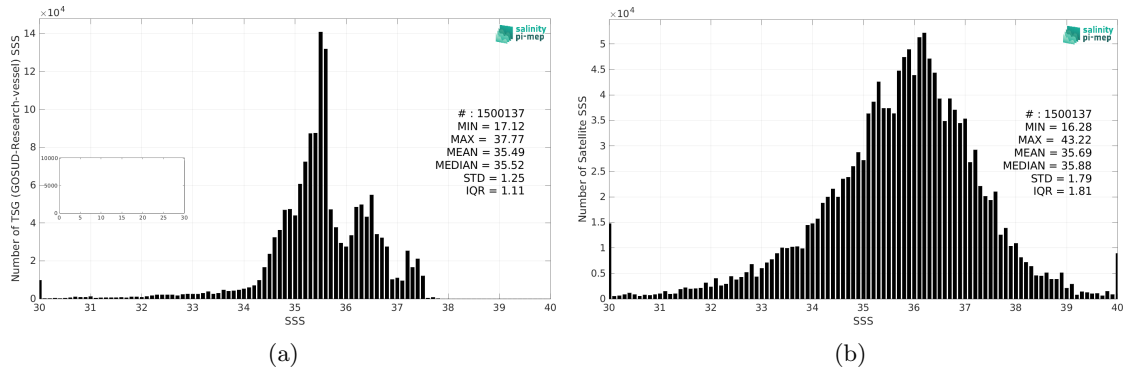 ×10⁴
salinity
pi-mep
Number of TSG (GOSUD-Research-vessel) SSS
14
12
10
8
6
4
2
0
# : 1500137
MIN = 17.12
MAX = 37.77
MEAN = 35.49
MEDIAN = 35.52
STD = 1.25
IQR = 1.11
10000
5000
0
0 5 10 15 20 25 30
30 31 32 33 34 35 36 37 38 39 40
SSS
(a)
×10⁴
salinity
pi-mep
Number of Satellite SSS
5
4.5
4
3.5
3
2.5
2
1.5
1
0.5
0
# : 1500137
MIN = 16.28
MAX = 43.22
MEAN = 35.69
MEDIAN = 35.88
STD = 1.79
IQR = 1.81
30 31 32 33 34 35 36 37 38 39 40
SSS
(b)